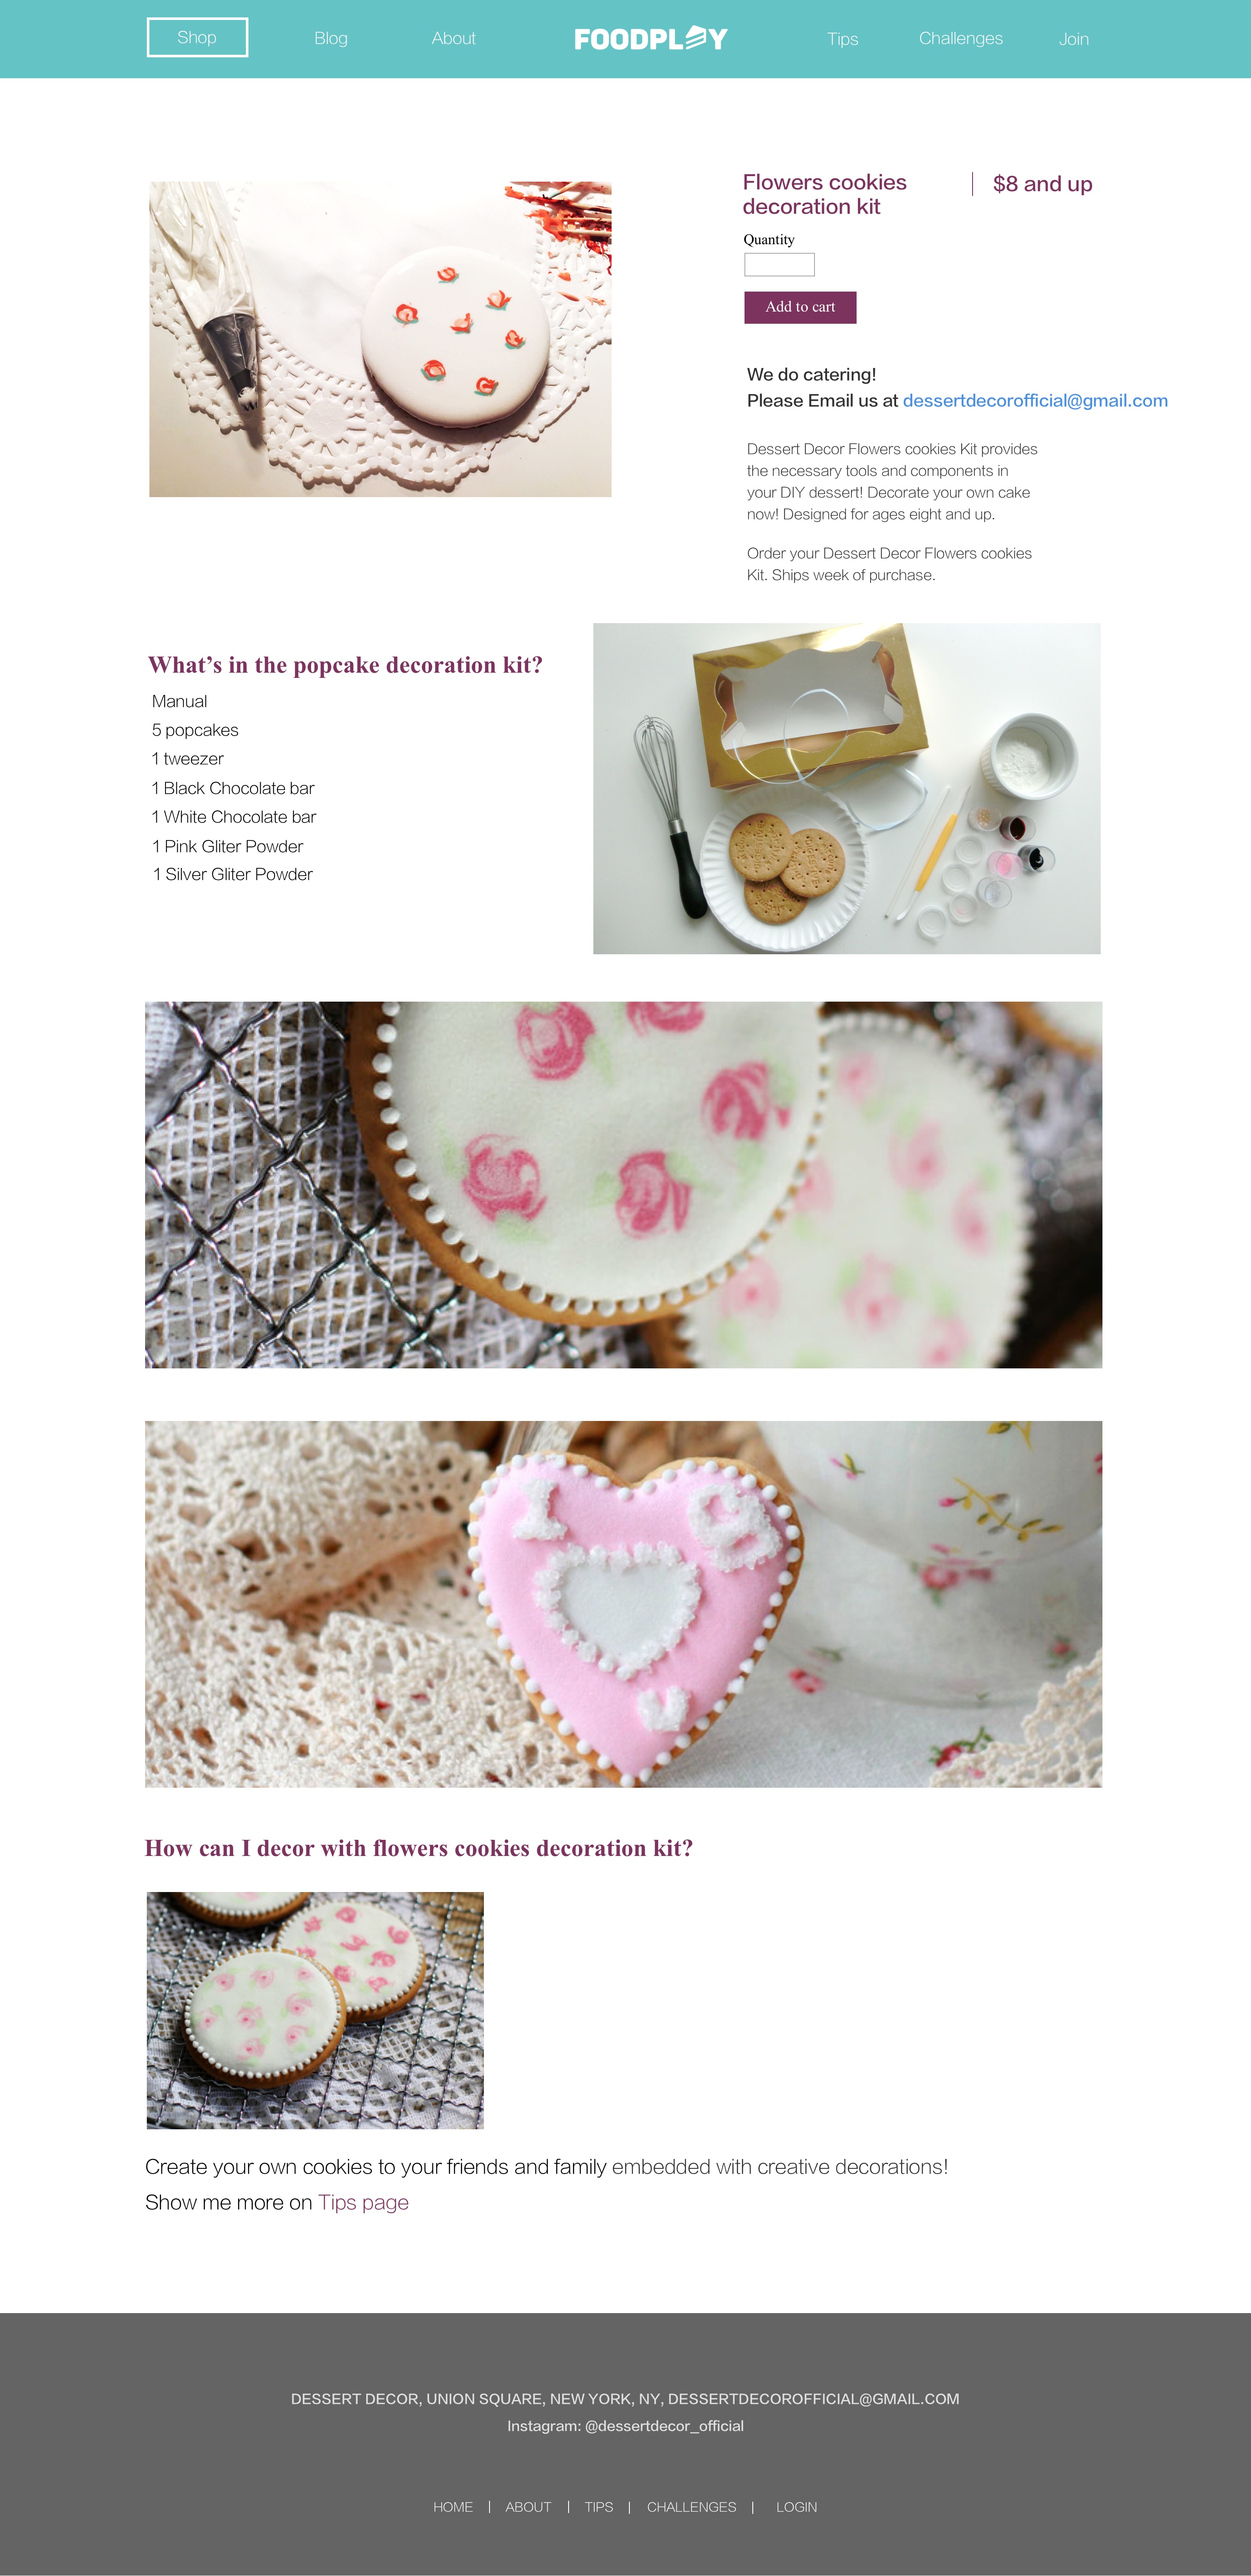 Shop
Blog
About
FOODPLAY
Tips
Challenges
Join
Flowers cookies
decoration kit
$8 and up
Quantity
Add to cart
We do catering!
Please Email us at dessertdecorofficial@gmail.com
Dessert Decor Flowers cookies Kit provides
the necessary tools and components in
your DIY dessert! Decorate your own cake
now! Designed for ages eight and up.
Order your Dessert Decor Flowers cookies
Kit. Ships week of purchase.
What’s in the popcake decoration kit?
Manual
5 popcakes
1 tweezer
1 Black Chocolate bar
1 White Chocolate bar
1 Pink Gliter Powder
1 Silver Gliter Powder
How can I decor with flowers cookies decoration kit?
Create your own cookies to your friends and family embedded with creative decorations!
Show me more on Tips page
DESSERT DECOR, UNION SQUARE, NEW YORK, NY, DESSERTDECOROFFICIAL@GMAIL.COM
Instagram: @dessertdecor_official
HOME | ABOUT | TIPS | CHALLENGES | LOGIN